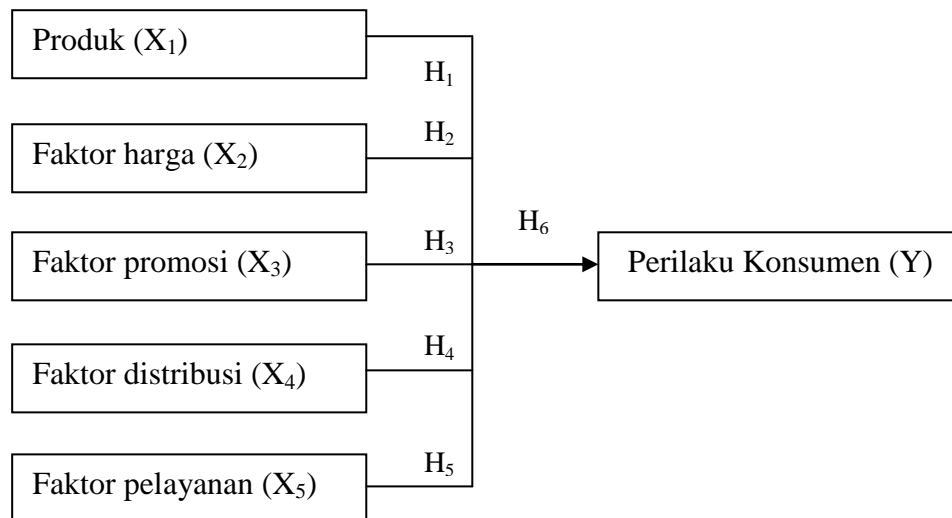 Produk (X₁)
H₁
H₂
Faktor harga (X₂)
H₆
H₃
Faktor promosi (X₃)
Perilaku Konsumen (Y)
H₄
Faktor distribusi (X₄)
H₅
Faktor pelayanan (X₅)